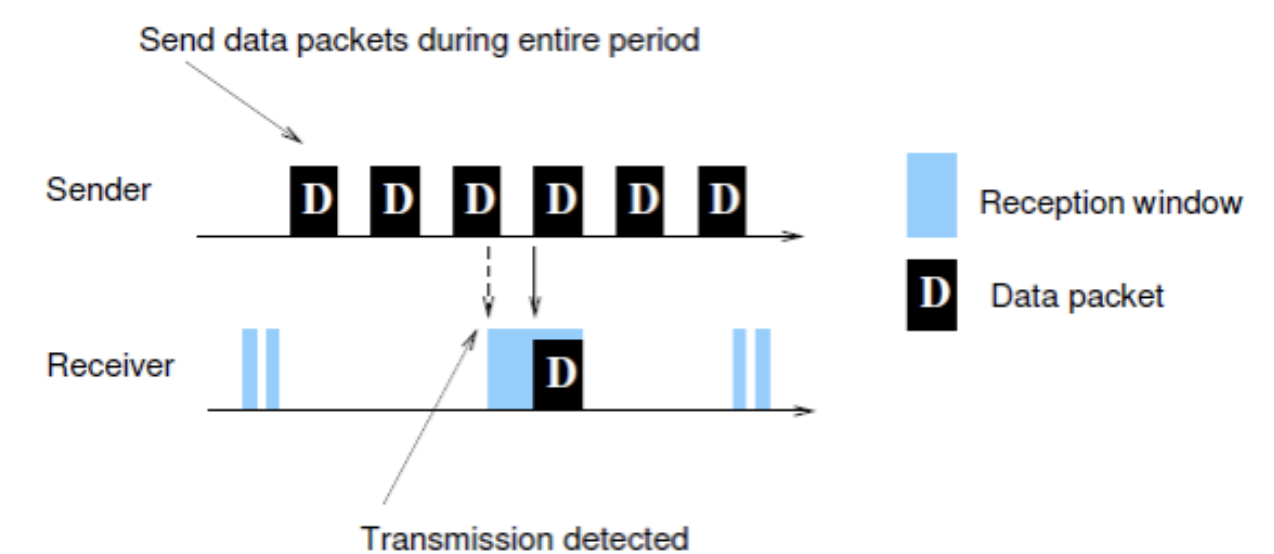 Send data packets during entire period
Sender
D D D D D D
Reception window
D
Data packet
Receiver
D
Transmission detected